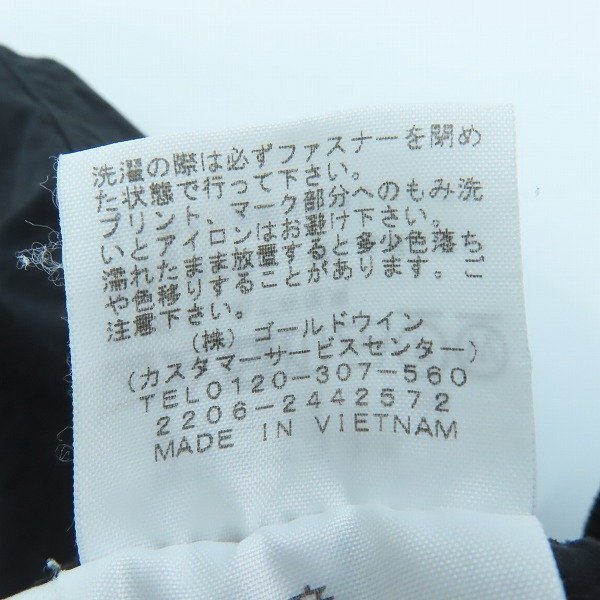 洗濯の際は必ずファスナーを閉め
た状態で行って下さい。
プリント、マーク部分へのもみ洗
いとアイロンはお避け下さい。
濡れたまま放置すると多少色落ち
や色移りすることがあります。ご
注意下さい。
(株)ゴールドウイン
(カスタマーサービスセンター)
TEL0120-307-560
2206-2442572
MADE IN VIETNAM